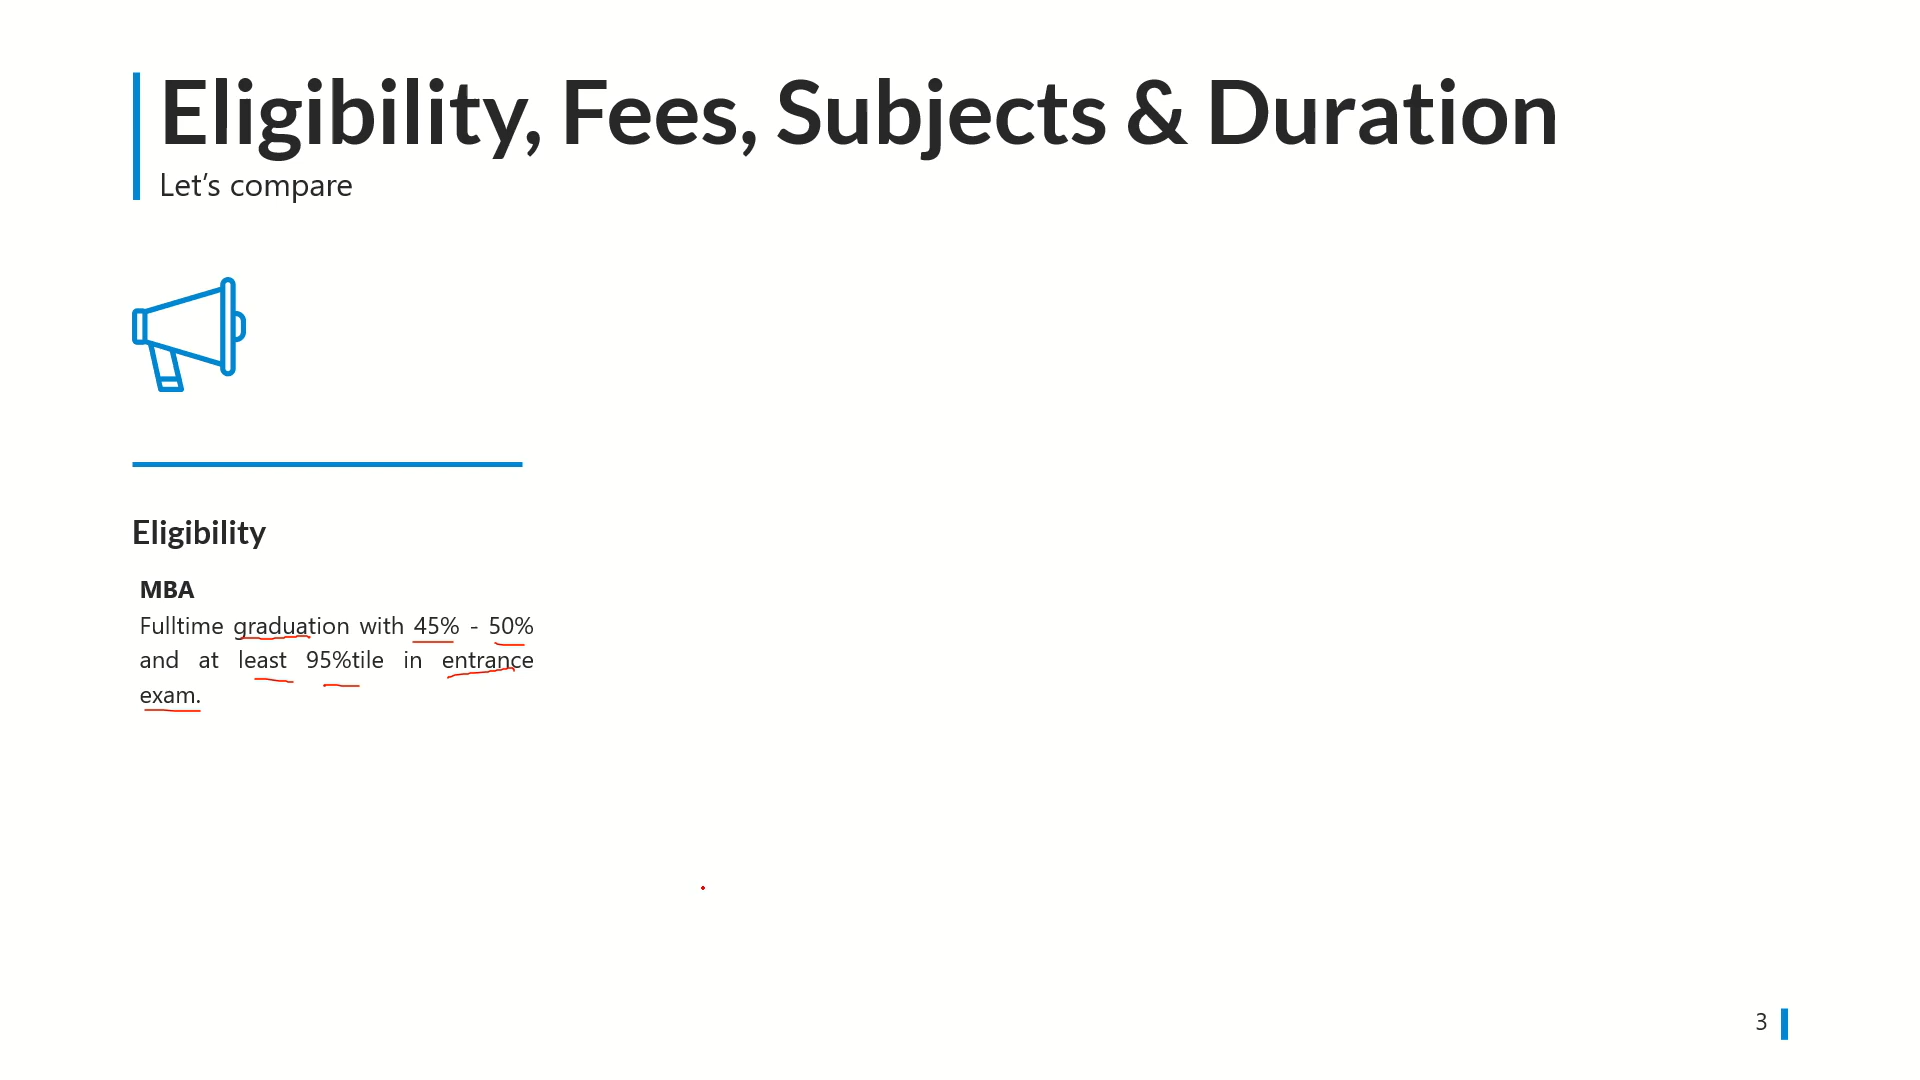 Eligibility, Fees, Subjects & Duration
Let's compare
Eligibility
MBA
Fulltime graduation with 45% - 50%
and at least 95%tile in entrance
exam.
3